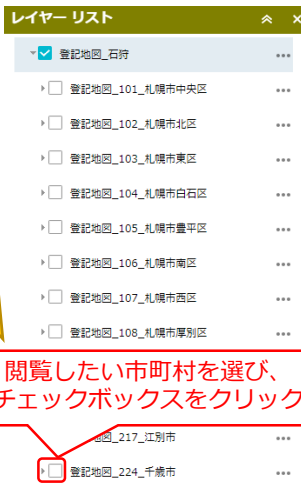 レイヤー リスト
登記地図_石狩
登記地図_101_札幌市中央区
登記地図_102_札幌市北区
登記地図_103_札幌市東区
登記地図_104_札幌市白石区
登記地図_105_札幌市豊平区
登記地図_106_札幌市南区
登記地図_107_札幌市西区
登記地図_108_札幌市厚別区
閲覧したい市町村を選び、
チェックボックスをクリック
図_217_江別市
登記地図_224_千歳市